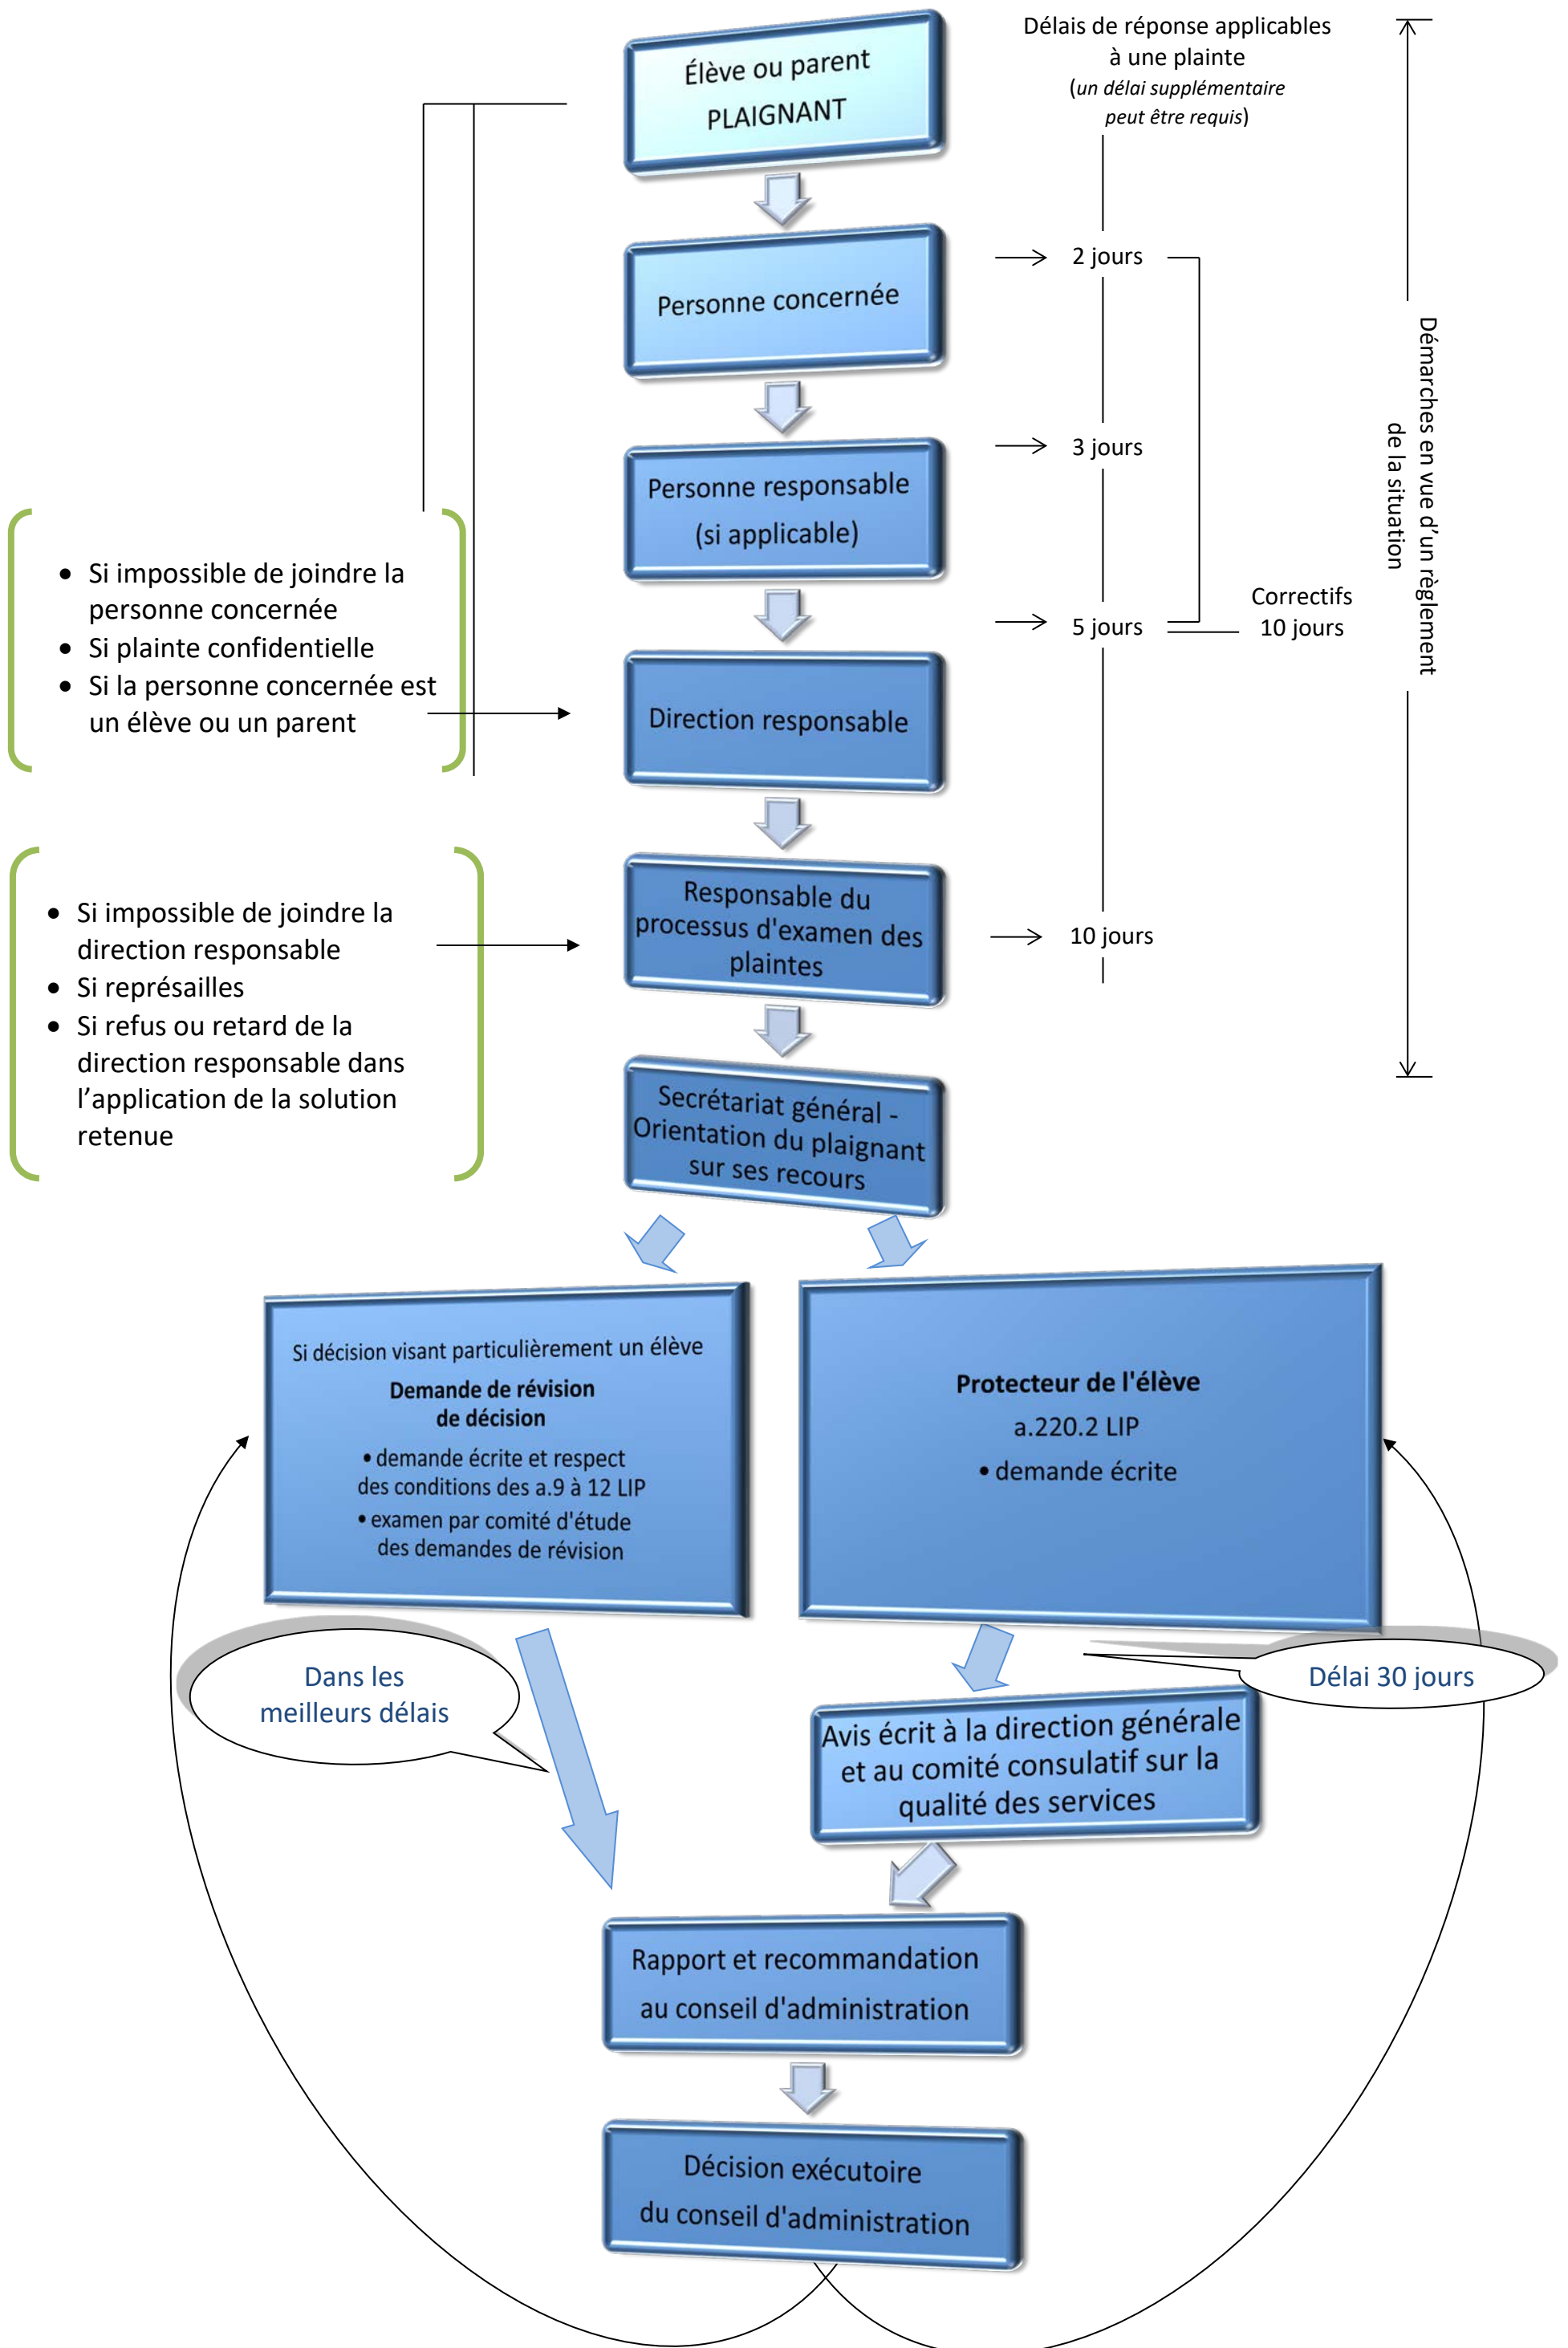 Élève ou parent
PLAIGNANT
Délais de réponse applicables
à une plainte
(un délai supplémentaire
peut être requis)
Personne concernée
2 jours
Personne responsable
(si applicable)
3 jours
Démarches en vue d'un règlement
de la situation
• Si impossible de joindre la
personne concernée
• Si plainte confidentielle
• Si la personne concernée est
un élève ou un parent
5 jours
Correctifs
10 jours
Direction responsable
• Si impossible de joindre la
direction responsable
• Si représailles
• Si refus ou retard de la
direction responsable dans
l'application de la solution
retenue
Responsable du
processus d'examen des
plaintes
10 jours
Secrétariat général -
Orientation du plaignant
sur ses recours
Si décision visant particulièrement un élève
Demande de révision
de décision
• demande écrite et respect
des conditions des a.9 à 12 LIP
• examen par comité d'étude
des demandes de révision
Protecteur de l'élève
a.220.2 LIP
• demande écrite
Dans les
meilleurs délais
Délai 30 jours
Avis écrit à la direction générale
et au comité consulatif sur la
qualité des services
Rapport et recommandation
au conseil d'administration
Décision exécutoire
du conseil d'administration